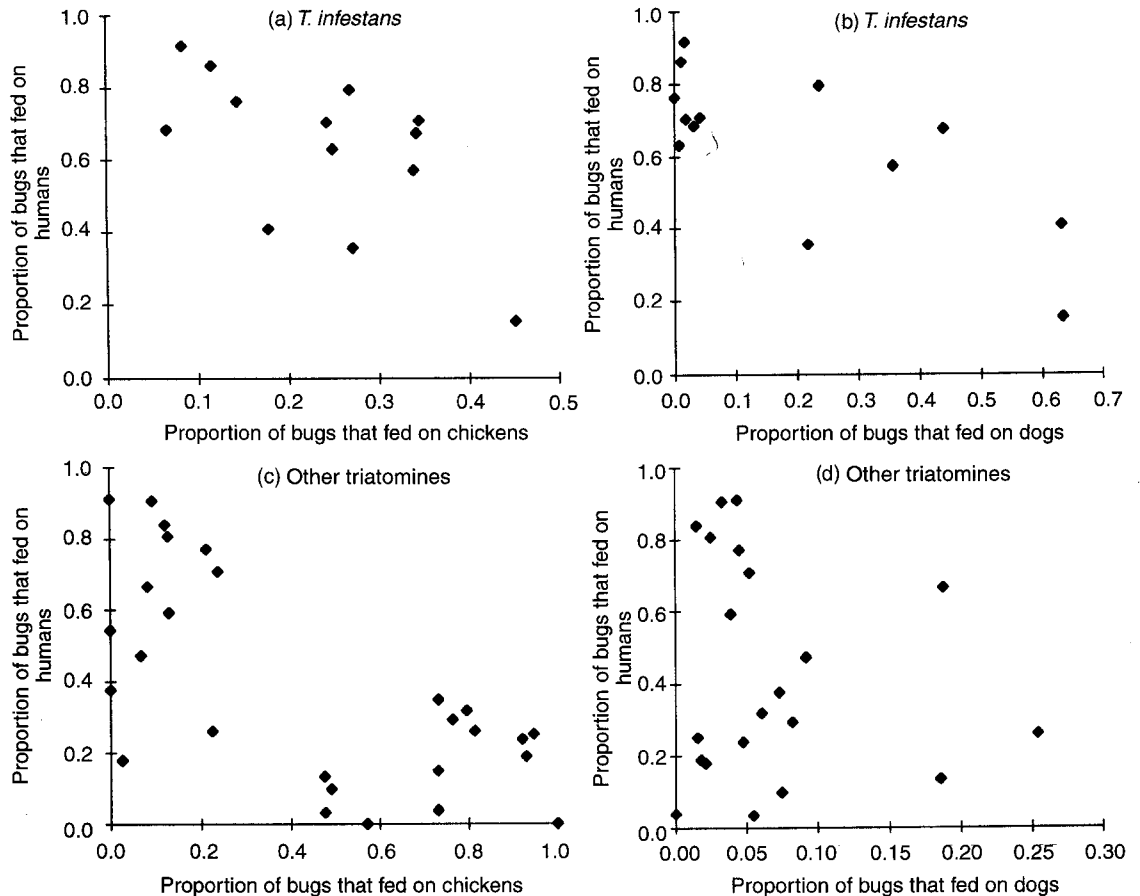 (a) T. infestans
Proportion of bugs that fed on
humans
1.0
0.8
0.6
0.4
0.2
0.0
0.0 0.1 0.2 0.3 0.4 0.5
Proportion of bugs that fed on chickens
(b) T. infestans
Proportion of bugs that fed on
humans
1.0
0.8
0.6
0.4
0.2
0.0
0.0 0.1 0.2 0.3 0.4 0.5 0.6 0.7
Proportion of bugs that fed on dogs
(c) Other triatomines
Proportion of bugs that fed on
humans
1.0
0.8
0.6
0.4
0.2
0.0
0.0 0.2 0.4 0.6 0.8 1.0
Proportion of bugs that fed on chickens
(d) Other triatomines
Proportion of bugs that fed on
humans
1.0
0.8
0.6
0.4
0.2
0.0
0.00 0.05 0.10 0.15 0.20 0.25 0.30
Proportion of bugs that fed on dogs